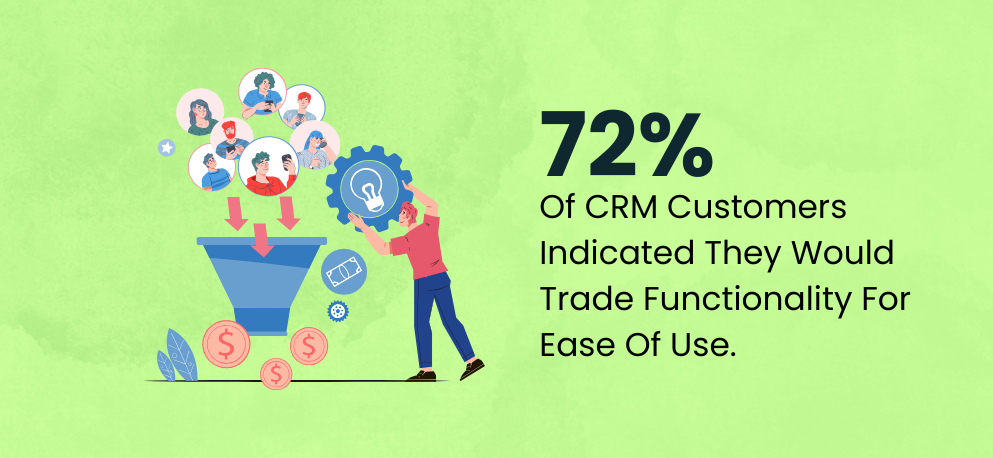 72%
Of CRM Customers
Indicated They Would
Trade Functionality For
Ease Of Use.
$
$
$